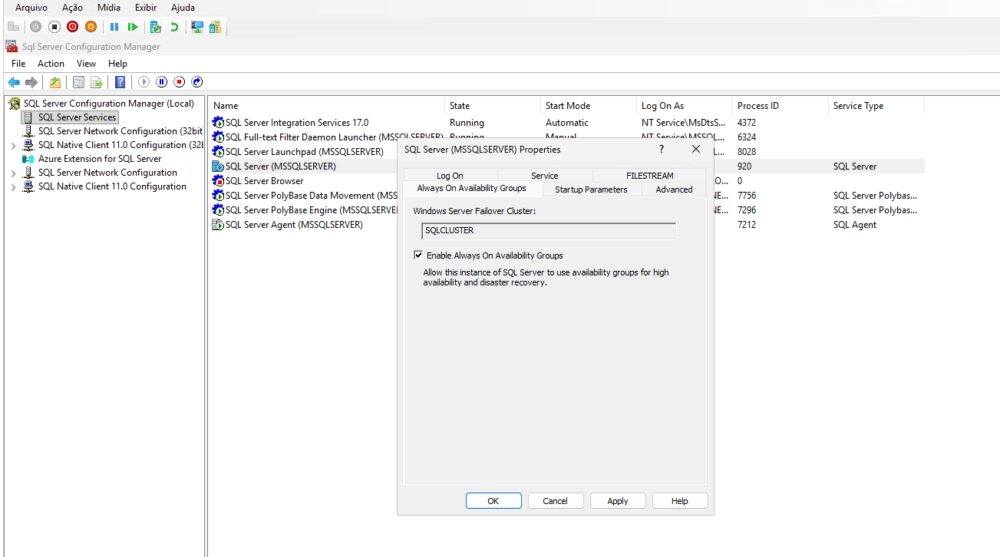 Arquivo Ação Mídia Exibir Ajuda
Sql Server Configuration Manager
File Action View Help
SQL Server Configuration Manager (Local)
SQL Server Services
SQL Server Network Configuration (32bit
SQL Native Client 11.0 Configuration (32b
Azure Extension for SQL Server
SQL Server Network Configuration
SQL Native Client 11.0 Configuration
Name State Start Mode Log On As Process ID Service Type
SQL Server Integration Services 17.0 Running Automatic NT Service\MsDtsS... 4372
SQL Full-text Filter Daemon Launcher (MSSQLSERVER) Running Manual NT Service\MSSQL... 6324
SQL Server Launchpad (MSSQLSERVER) L... 8028
SQL Server (MSSQLSERVER) 920 SQL Server
SQL Server Browser O... 0
SQL Server PolyBase Data Movement (MSS NE... 7756 SQL Server Polybas...
SQL Server PolyBase Engine (MSSQLSERVE NE... 7296 SQL Server Polybas...
SQL Server Agent (MSSQLSERVER) 7212 SQL Agent
SQL Server (MSSQLSERVER) Properties ?
Log On Service FILESTREAM
Always On Availability Groups Startup Parameters Advanced
Windows Server Failover Cluster:
SQLCLUSTER
Enable Always On Availability Groups
Allow this instance of SQL Server to use availability groups for high
availability and disaster recovery.
OK Cancel Apply Help